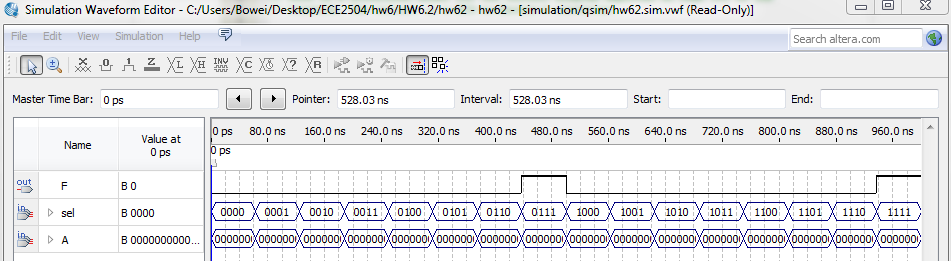 Simulation Waveform Editor - C:/Users/Bowei/Desktop/ECE2504/hw6/HW6.2/hw62 - hw62 - [simulation/qsim/hw62.sim.vwf (Read-Only)]
File Edit View Simulation Help
Search altera.com
Master Time Bar: 0 ps Pointer: 528.03 ns Interval: 528.03 ns Start: End:
Name Value at 0 ps
0 ps 80.0 ns 160.0 ns 240.0 ns 320.0 ns 400.0 ns 480.0 ns 560.0 ns 640.0 ns 720.0 ns 800.0 ns 880.0 ns 960.0 ns
0 ps
out F B 0
in sel B 0000 0000 0001 0010 0011 0100 0101 0110 0111 1000 1001 1010 1011 1100 1101 1110 1111
in A B 0000000000... 000000 000000 000000 000000 000000 000000 000000 000000 000000 000000 000000 000000 000000 000000 000000 000000